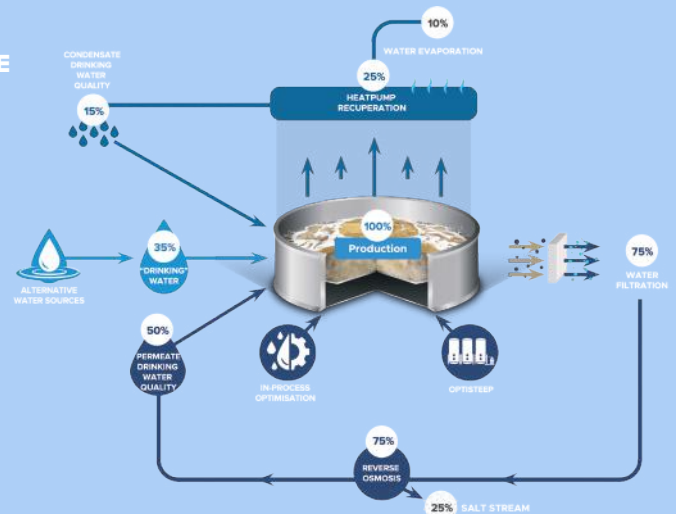 E
10%
WATER EVAPORATION
CONDENSATE
DRINKING
WATER
QUALITY
25%
HEATPUMP
RECUPERATION
15%
100%
Production
35%
"DRINKING"
WATER
ALTERNATIVE
WATER SOURCES
75%
WATER
FILTRATION
50%
PERMEATE
DRINKING
WATER
QUALITY
IN-PROCESS
OPTIMISATION
OPTISTEEP
75%
REVERSE
OSMOSIS
25% SALT STREAM